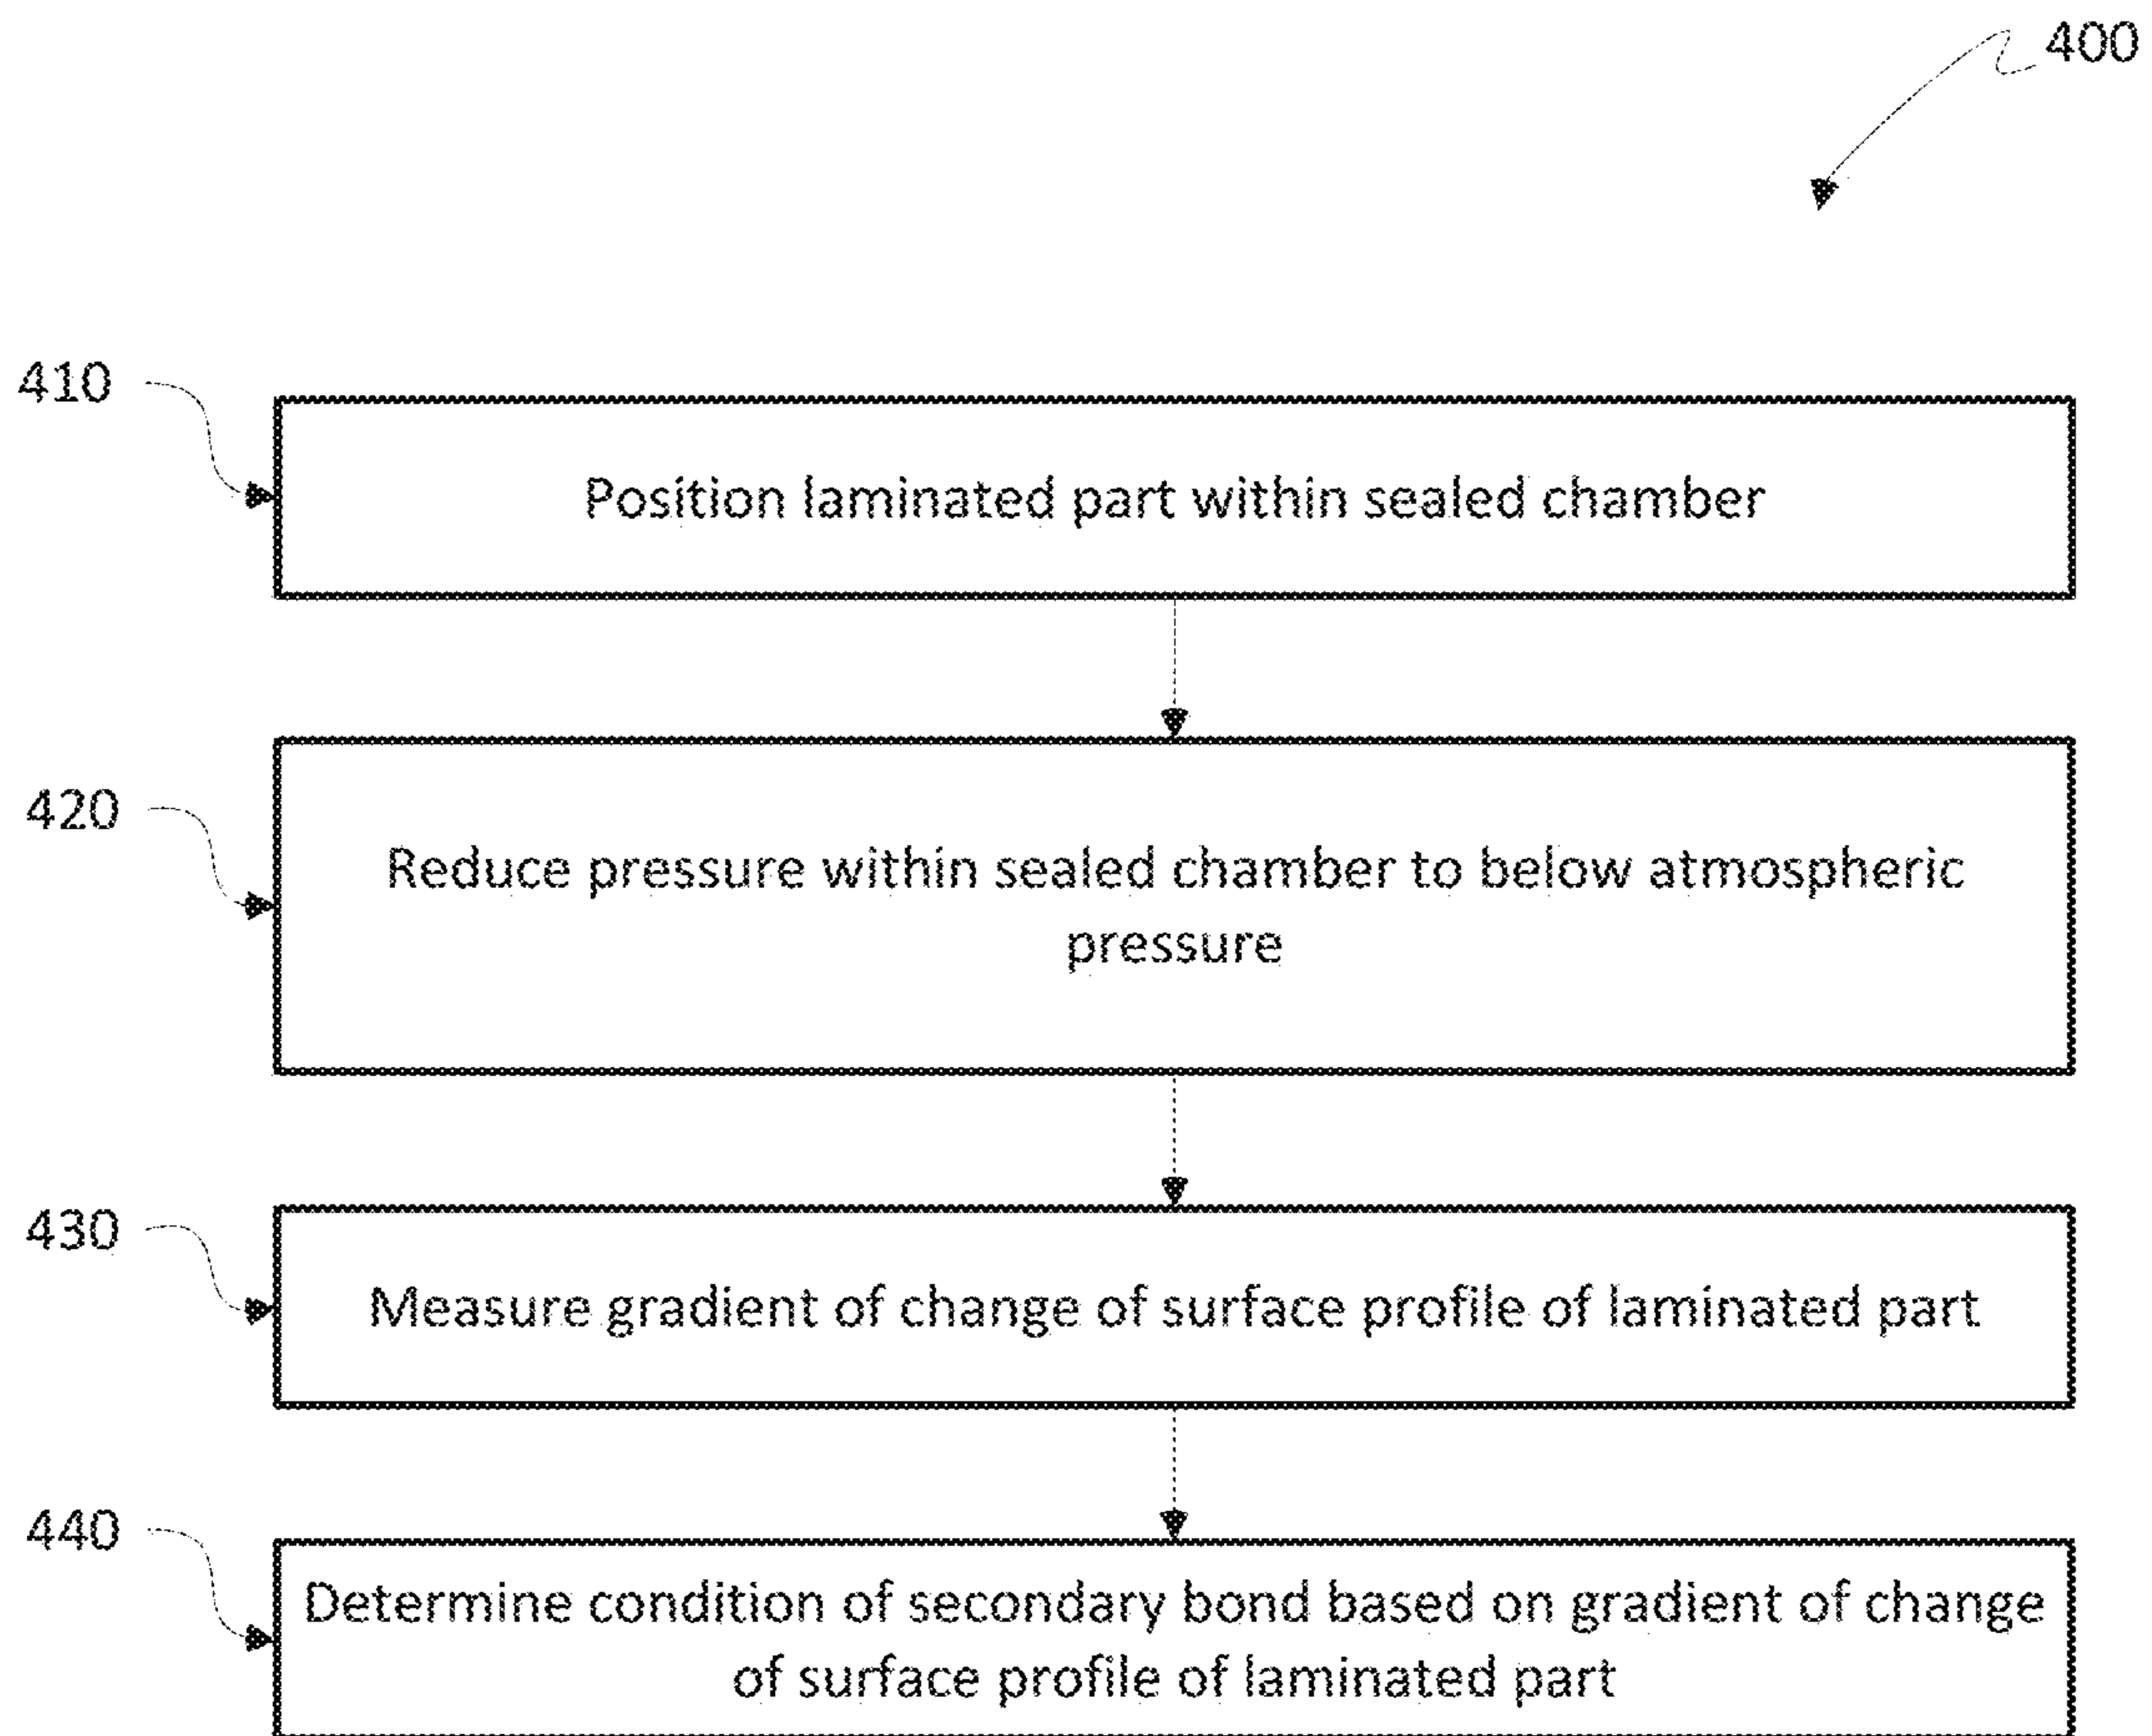 400
410
Position laminated part within sealed chamber
420
Reduce pressure within sealed chamber to below atmospheric
pressure
430
Measure gradient of change of surface profile of laminated part
440
Determine condition of secondary bond based on gradient of change
of surface profile of laminated part